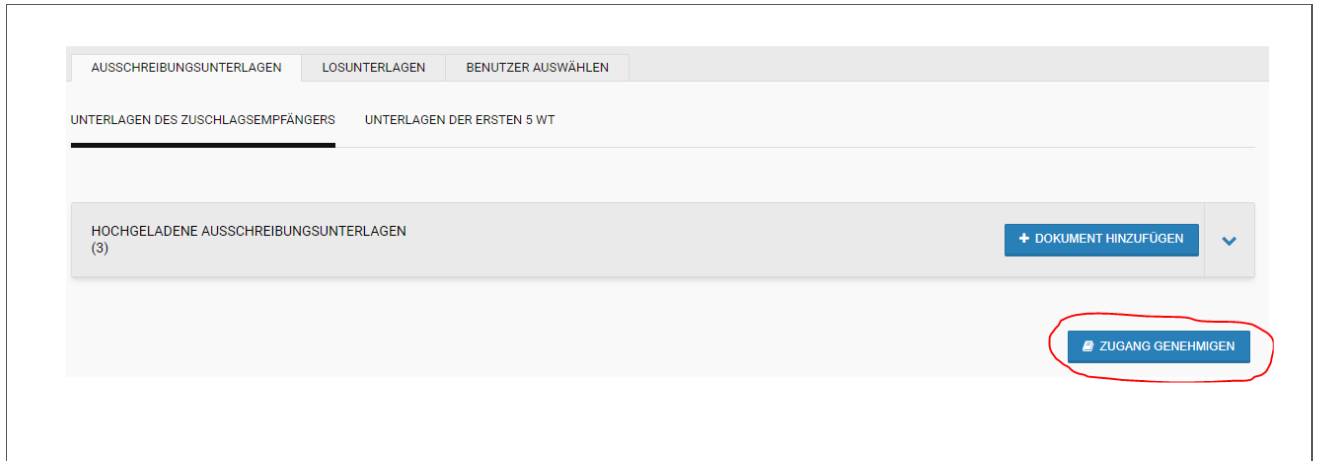 AUSSCHREIBUNGSUNTERLAGEN LOSUNTERLAGEN BENUTZER AUSWÄHLEN
UNTERLAGEN DES ZUSCHLAGSEMPFÄNGERS UNTERLAGEN DER ERSTEN 5 WT
HOCHGELADENE AUSSCHREIBUNGSUNTERLAGEN
(3)
+ DOKUMENT HINZUFÜGEN
ZUGANG GENEHMIGEN